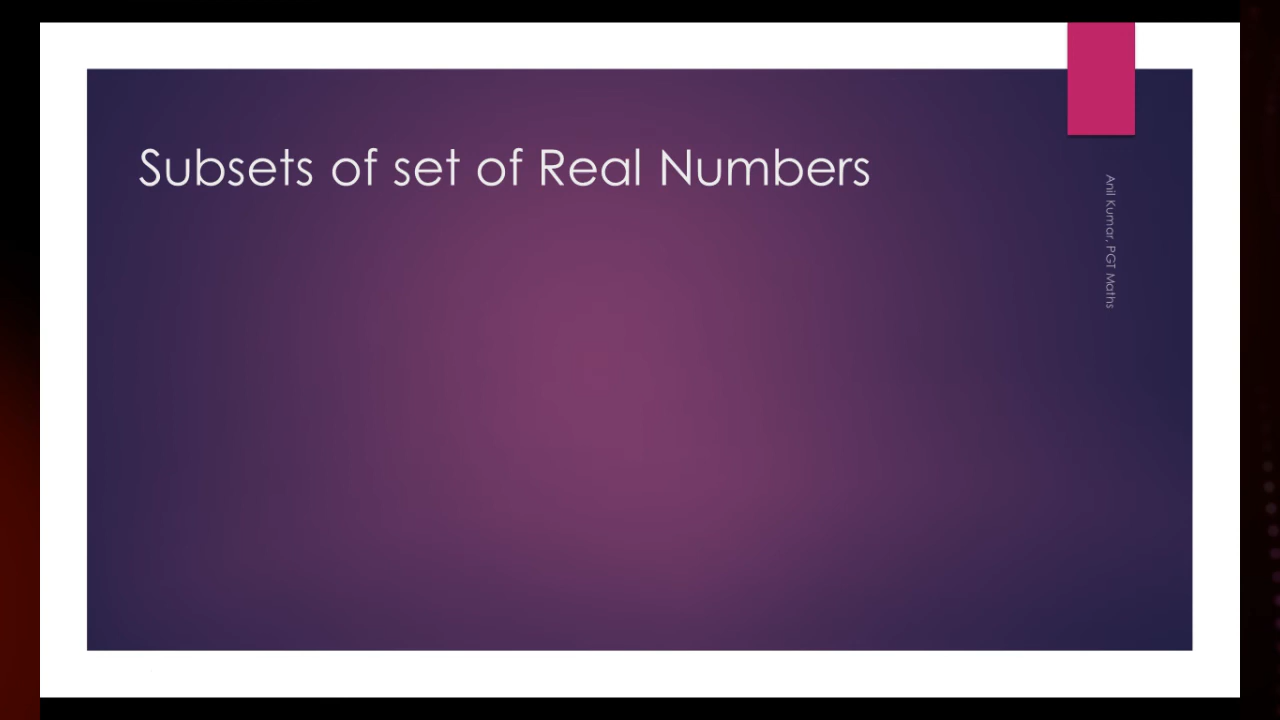 Subsets of set of Real Numbers
Anil Kumar, PGT Maths